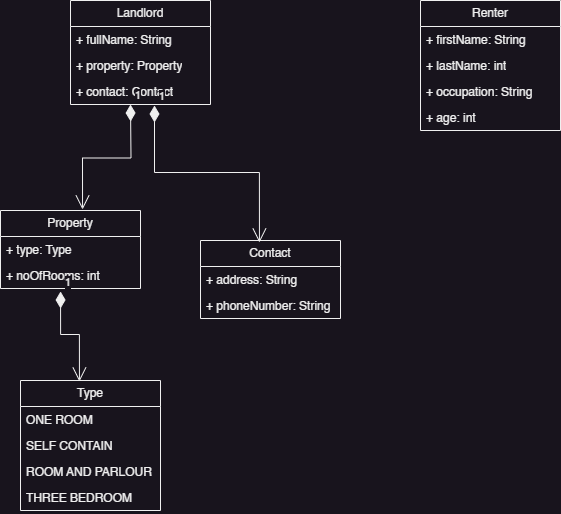 Landlord
+ fullName: String
+ property: Property
+ contact: Contact
1
1
Renter
+ firstName: String
+ lastName: int
+ occupation: String
+ age: int
Property
+ type: Type
+ noOfRooms: int
1
Contact
+ address: String
+ phoneNumber: String
Type
ONE ROOM
SELF CONTAIN
ROOM AND PARLOUR
THREE BEDROOM